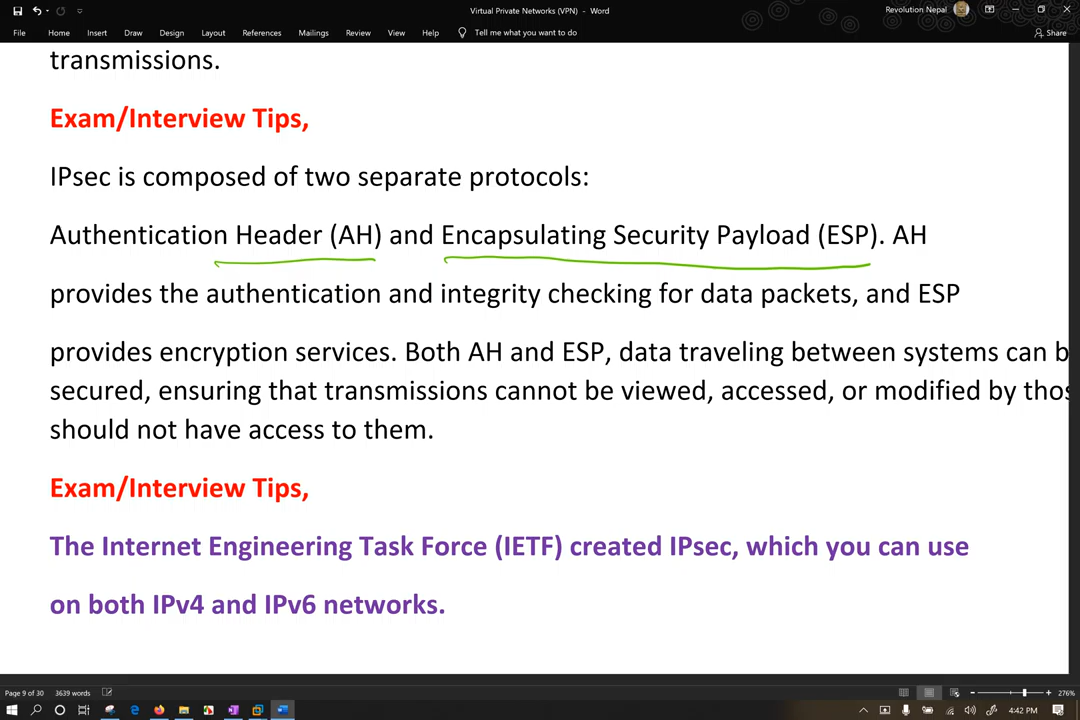 Virtual Private Networks (VPN) - Word
Revolution Nepal
File Home Insert Draw Design Layout References Mailings Review View Help Tell me what you want to do Share
transmissions.
Exam/Interview Tips,
IPsec is composed of two separate protocols:
Authentication Header (AH) and Encapsulating Security Payload (ESP). AH
provides the authentication and integrity checking for data packets, and ESP
provides encryption services. Both AH and ESP, data traveling between systems can b
secured, ensuring that transmissions cannot be viewed, accessed, or modified by thos
should not have access to them.
Exam/Interview Tips,
The Internet Engineering Task Force (IETF) created IPsec, which you can use
on both IPv4 and IPv6 networks.
Page 9 of 30 3639 words 276%
4:42 PM